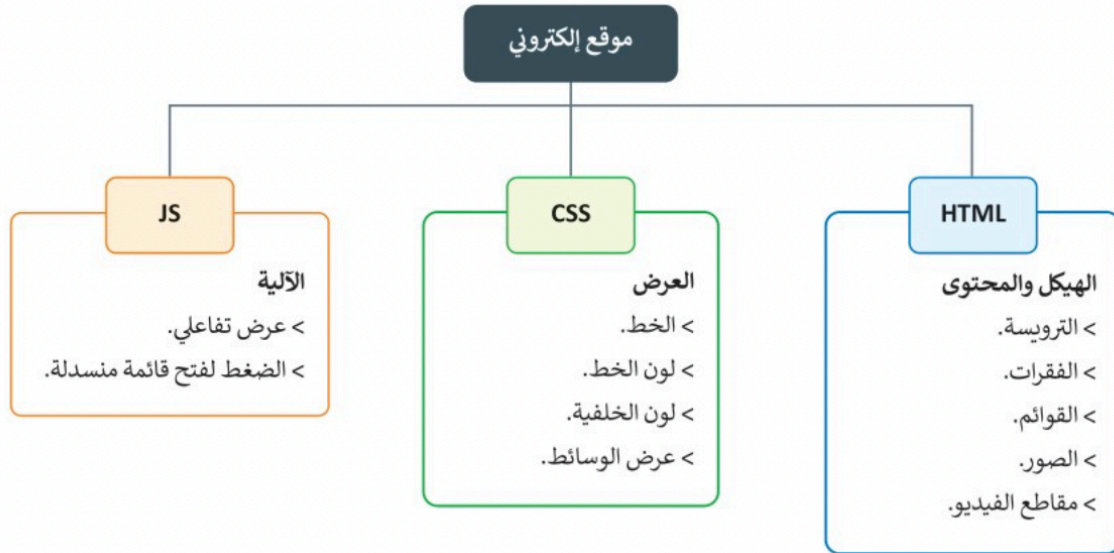 موقع إلكتروني
HTML
الهيكل والمحتوى
> الترويسة.
> الفقرات.
> القوائم.
> الصور.
> مقاطع الفيديو.
CSS
العرض
> الخط.
> لون الخط.
> لون الخلفية.
> عرض الوسائط.
JS
الآلية
> عرض تفاعلي.
> الضغط لفتح قائمة منسدلة.